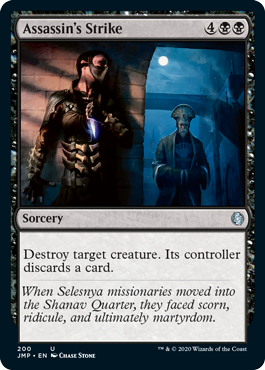 Assassin's Strike 4
Sorcery
Destroy target creature. Its controller
discards a card.
When Selesnya missionaries moved into
the Shanav Quarter, they faced scorn,
ridicule, and ultimately martyrdom.
200 U
JMP • EN Chase Stone
™ & © 2020 Wizards of the Coast